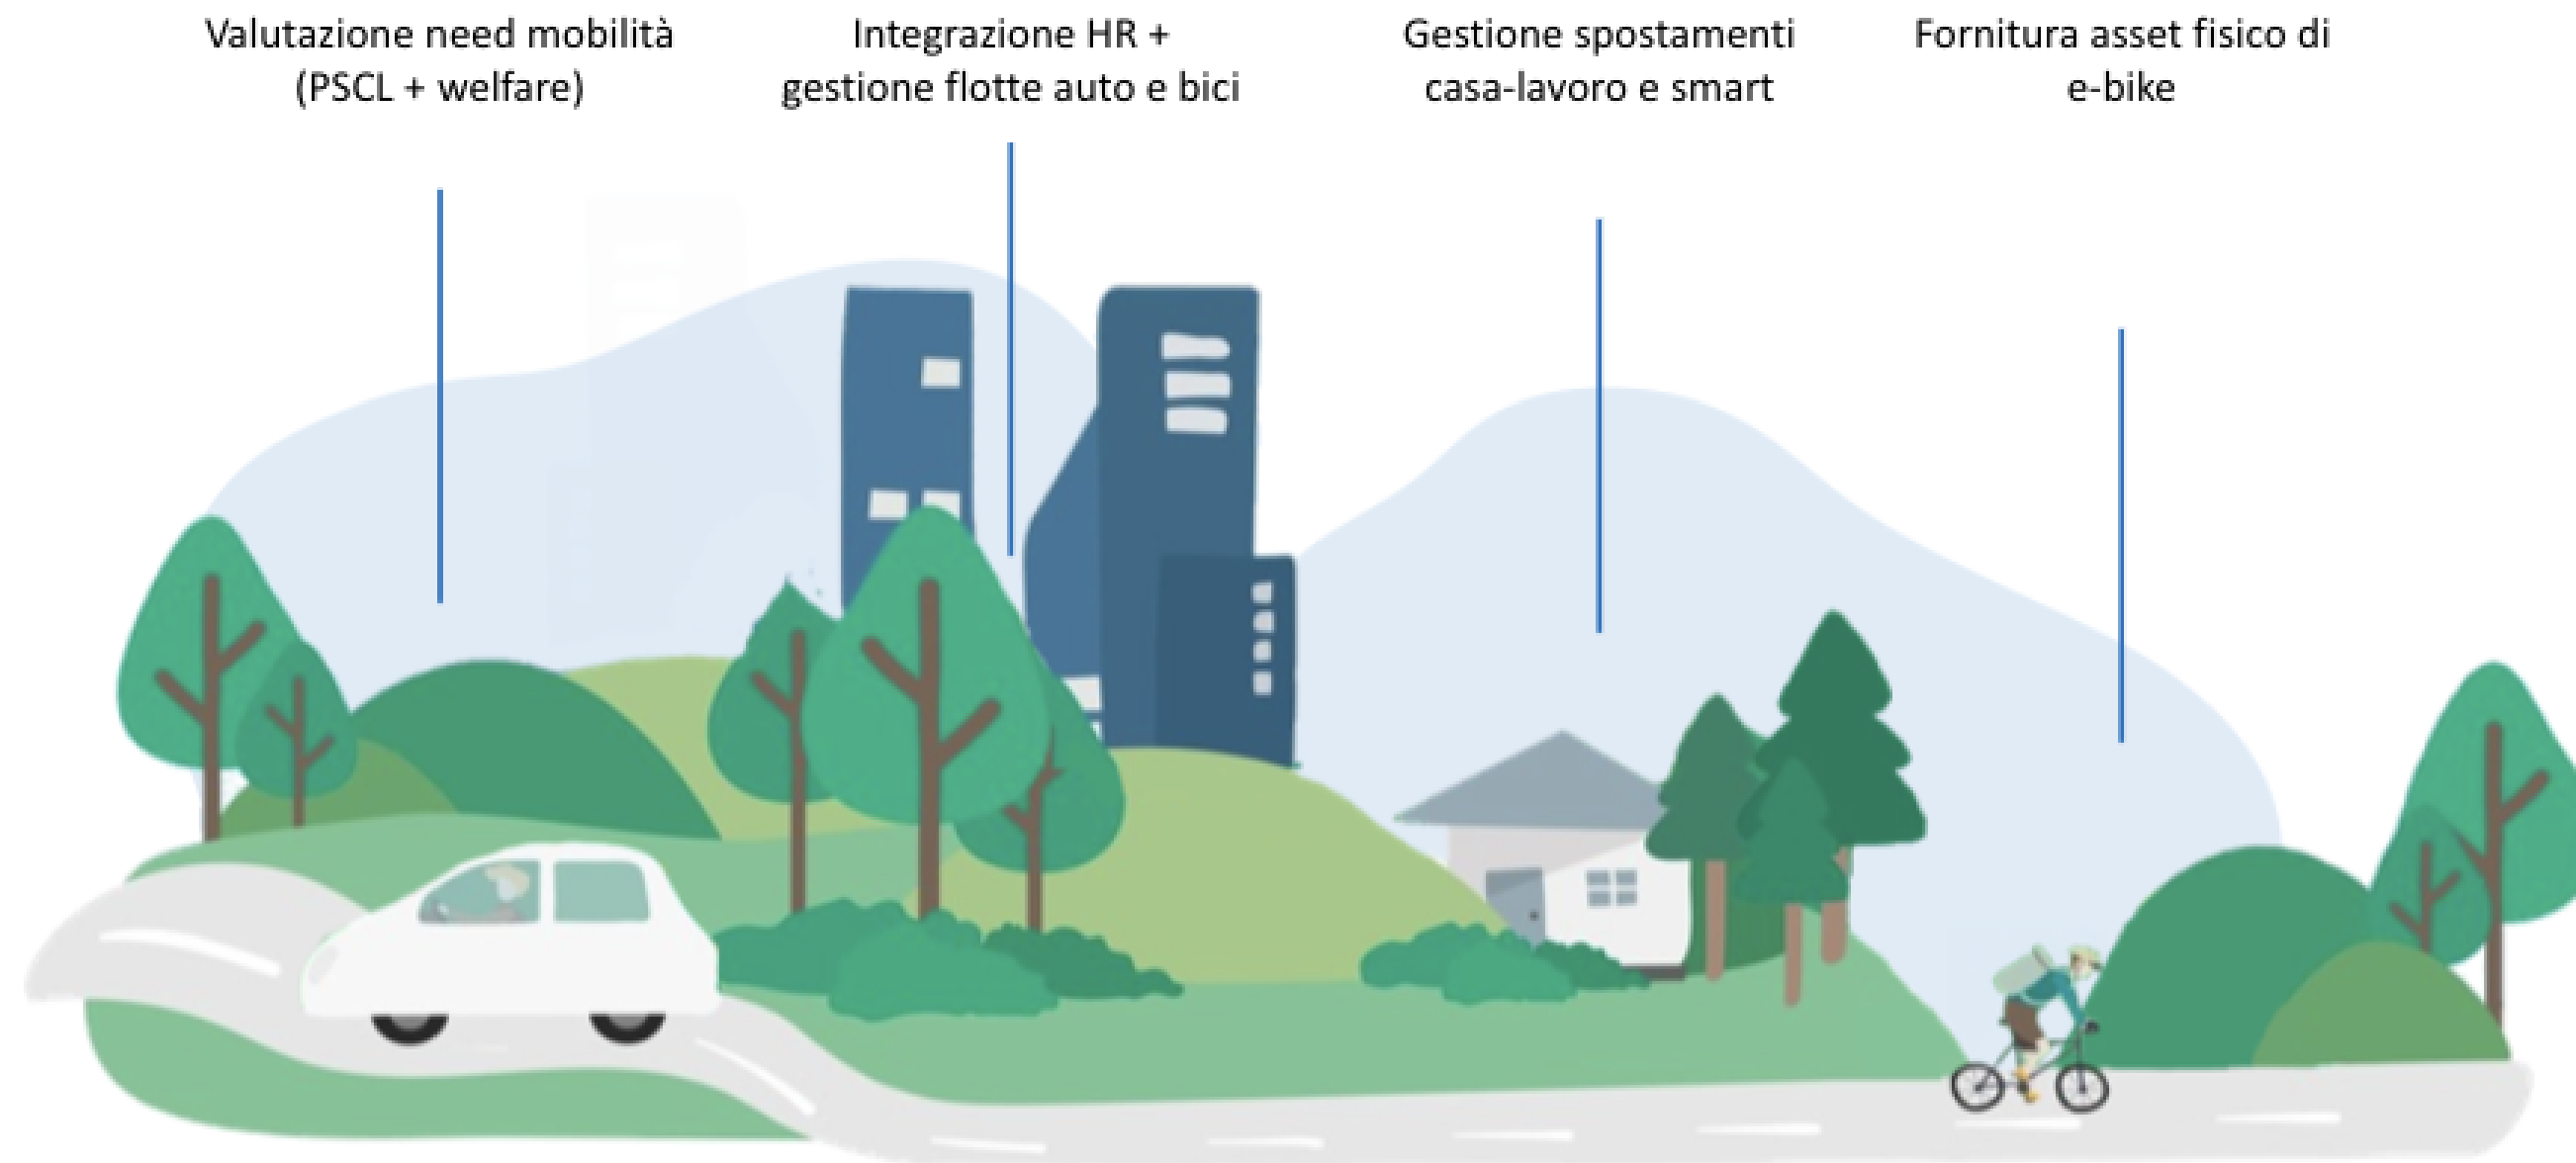 Valutazione need mobilità
(PSCL + welfare)
Integrazione HR +
gestione flotte auto e bici
Gestione spostamenti
casa-lavoro e smart
Fornitura asset fisico di
e-bike